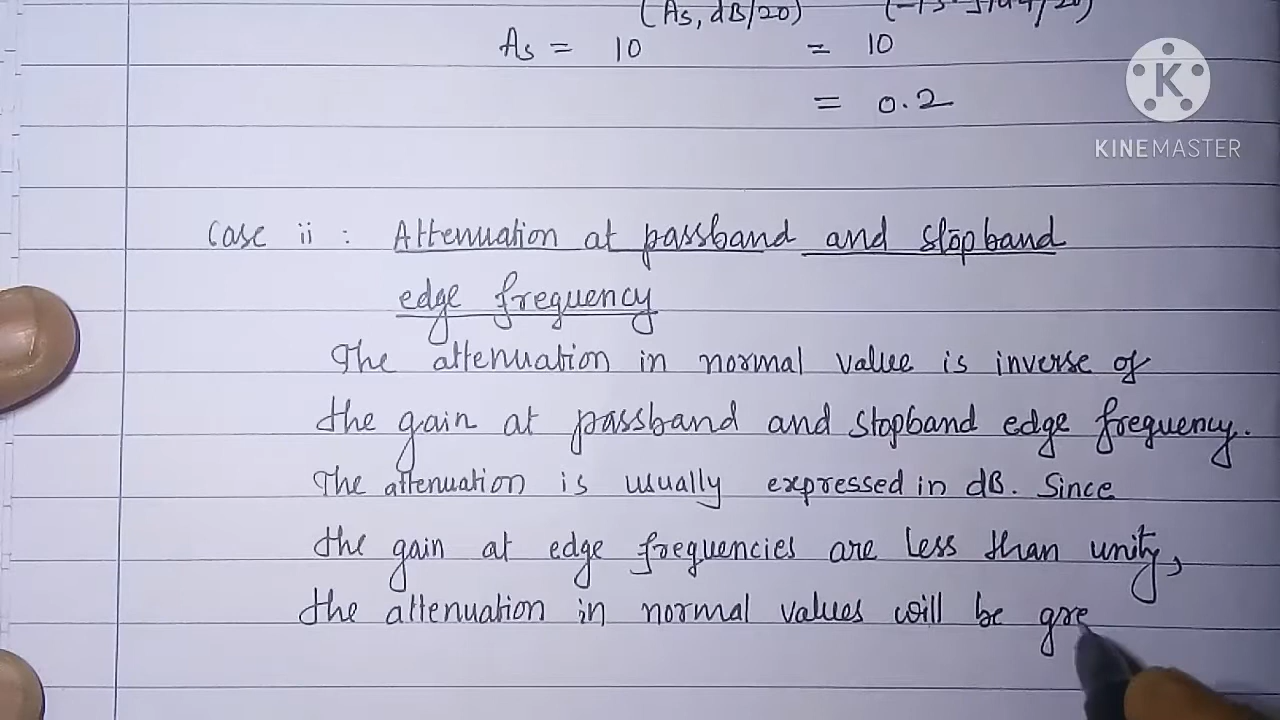 (As, dB/20)
As = 10 = 10
= 0.2
K
KINEMASTER
Case ii : Attenuation at passband and stopband
edge frequency
The attenuation in normal value is inverse of
the gain at passband and stopband edge frequency.
The attenuation is usually expressed in dB. Since
the gain at edge frequencies are less than unity,
the attenuation in normal values will be gre